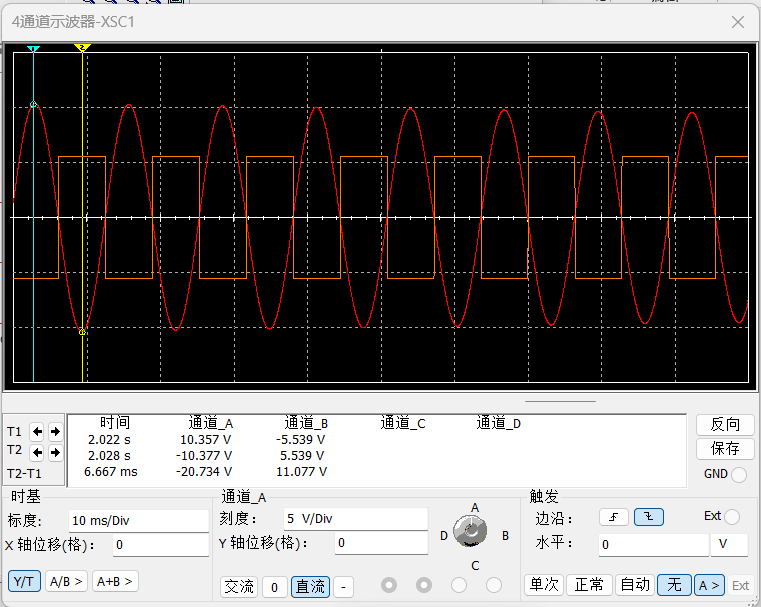 4通道示波器-XSC1
1 2
时间 通道_A 通道_B 通道_C 通道_D
T1 2.022 s 10.357 V -5.539 V
T2 2.028 s -10.377 V 5.539 V
T2-T1 6.667 ms -20.734 V 11.077 V
反向
保存
GND
时基
标度: 10 ms/Div
X 轴位移(格): 0
Y/T A/B > A+B >
通道_A
刻度: 5 V/Div
Y 轴位移(格): 0
交流 0 直流 -
A
D B
C
触发
边沿: Ext
水平: 0 V
单次 正常 自动 无 A > Ext